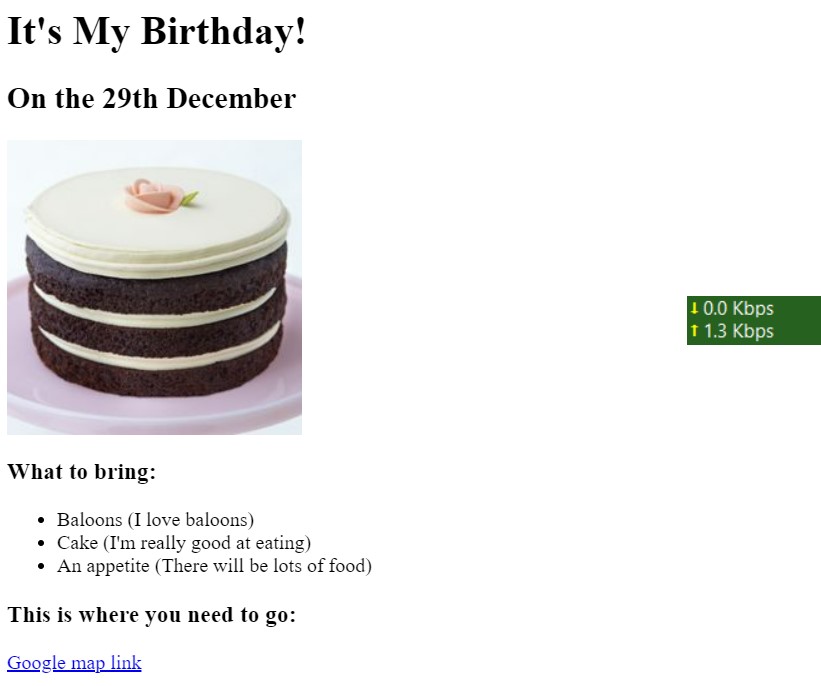 It's My Birthday!
On the 29th December
↓ 0.0 Kbps
↑ 1.3 Kbps
What to bring:
• Baloons (I love baloons)
• Cake (I'm really good at eating)
• An appetite (There will be lots of food)
This is where you need to go:
Google map link